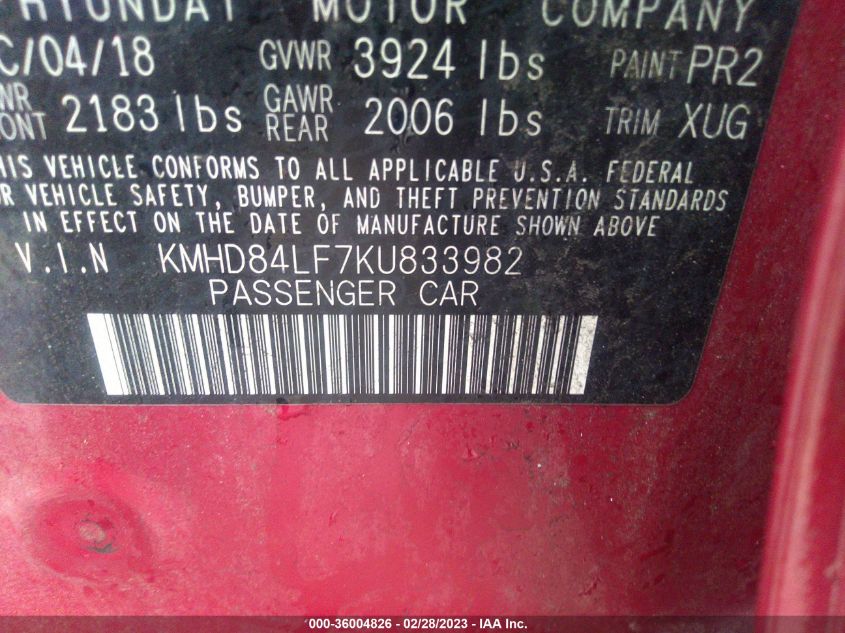 HYUNDAI MOTOR COMPANY
C/04/18 GVWR 3924 lbs PAINT PR2
WR ONT 2183 lbs GAWR REAR 2006 lbs TRIM XUG
HIS VEHICLE CONFORMS TO ALL APPLICABLE U.S.A. FEDERAL
R VEHICLE SAFETY, BUMPER, AND THEFT PREVENTION STANDARDS
IN EFFECT ON THE DATE OF MANUFACTURE SHOWN ABOVE
V.I.N KMHD84LF7KU833982
PASSENGER CAR
000-36004826 - 02/28/2023 - IAA Inc.